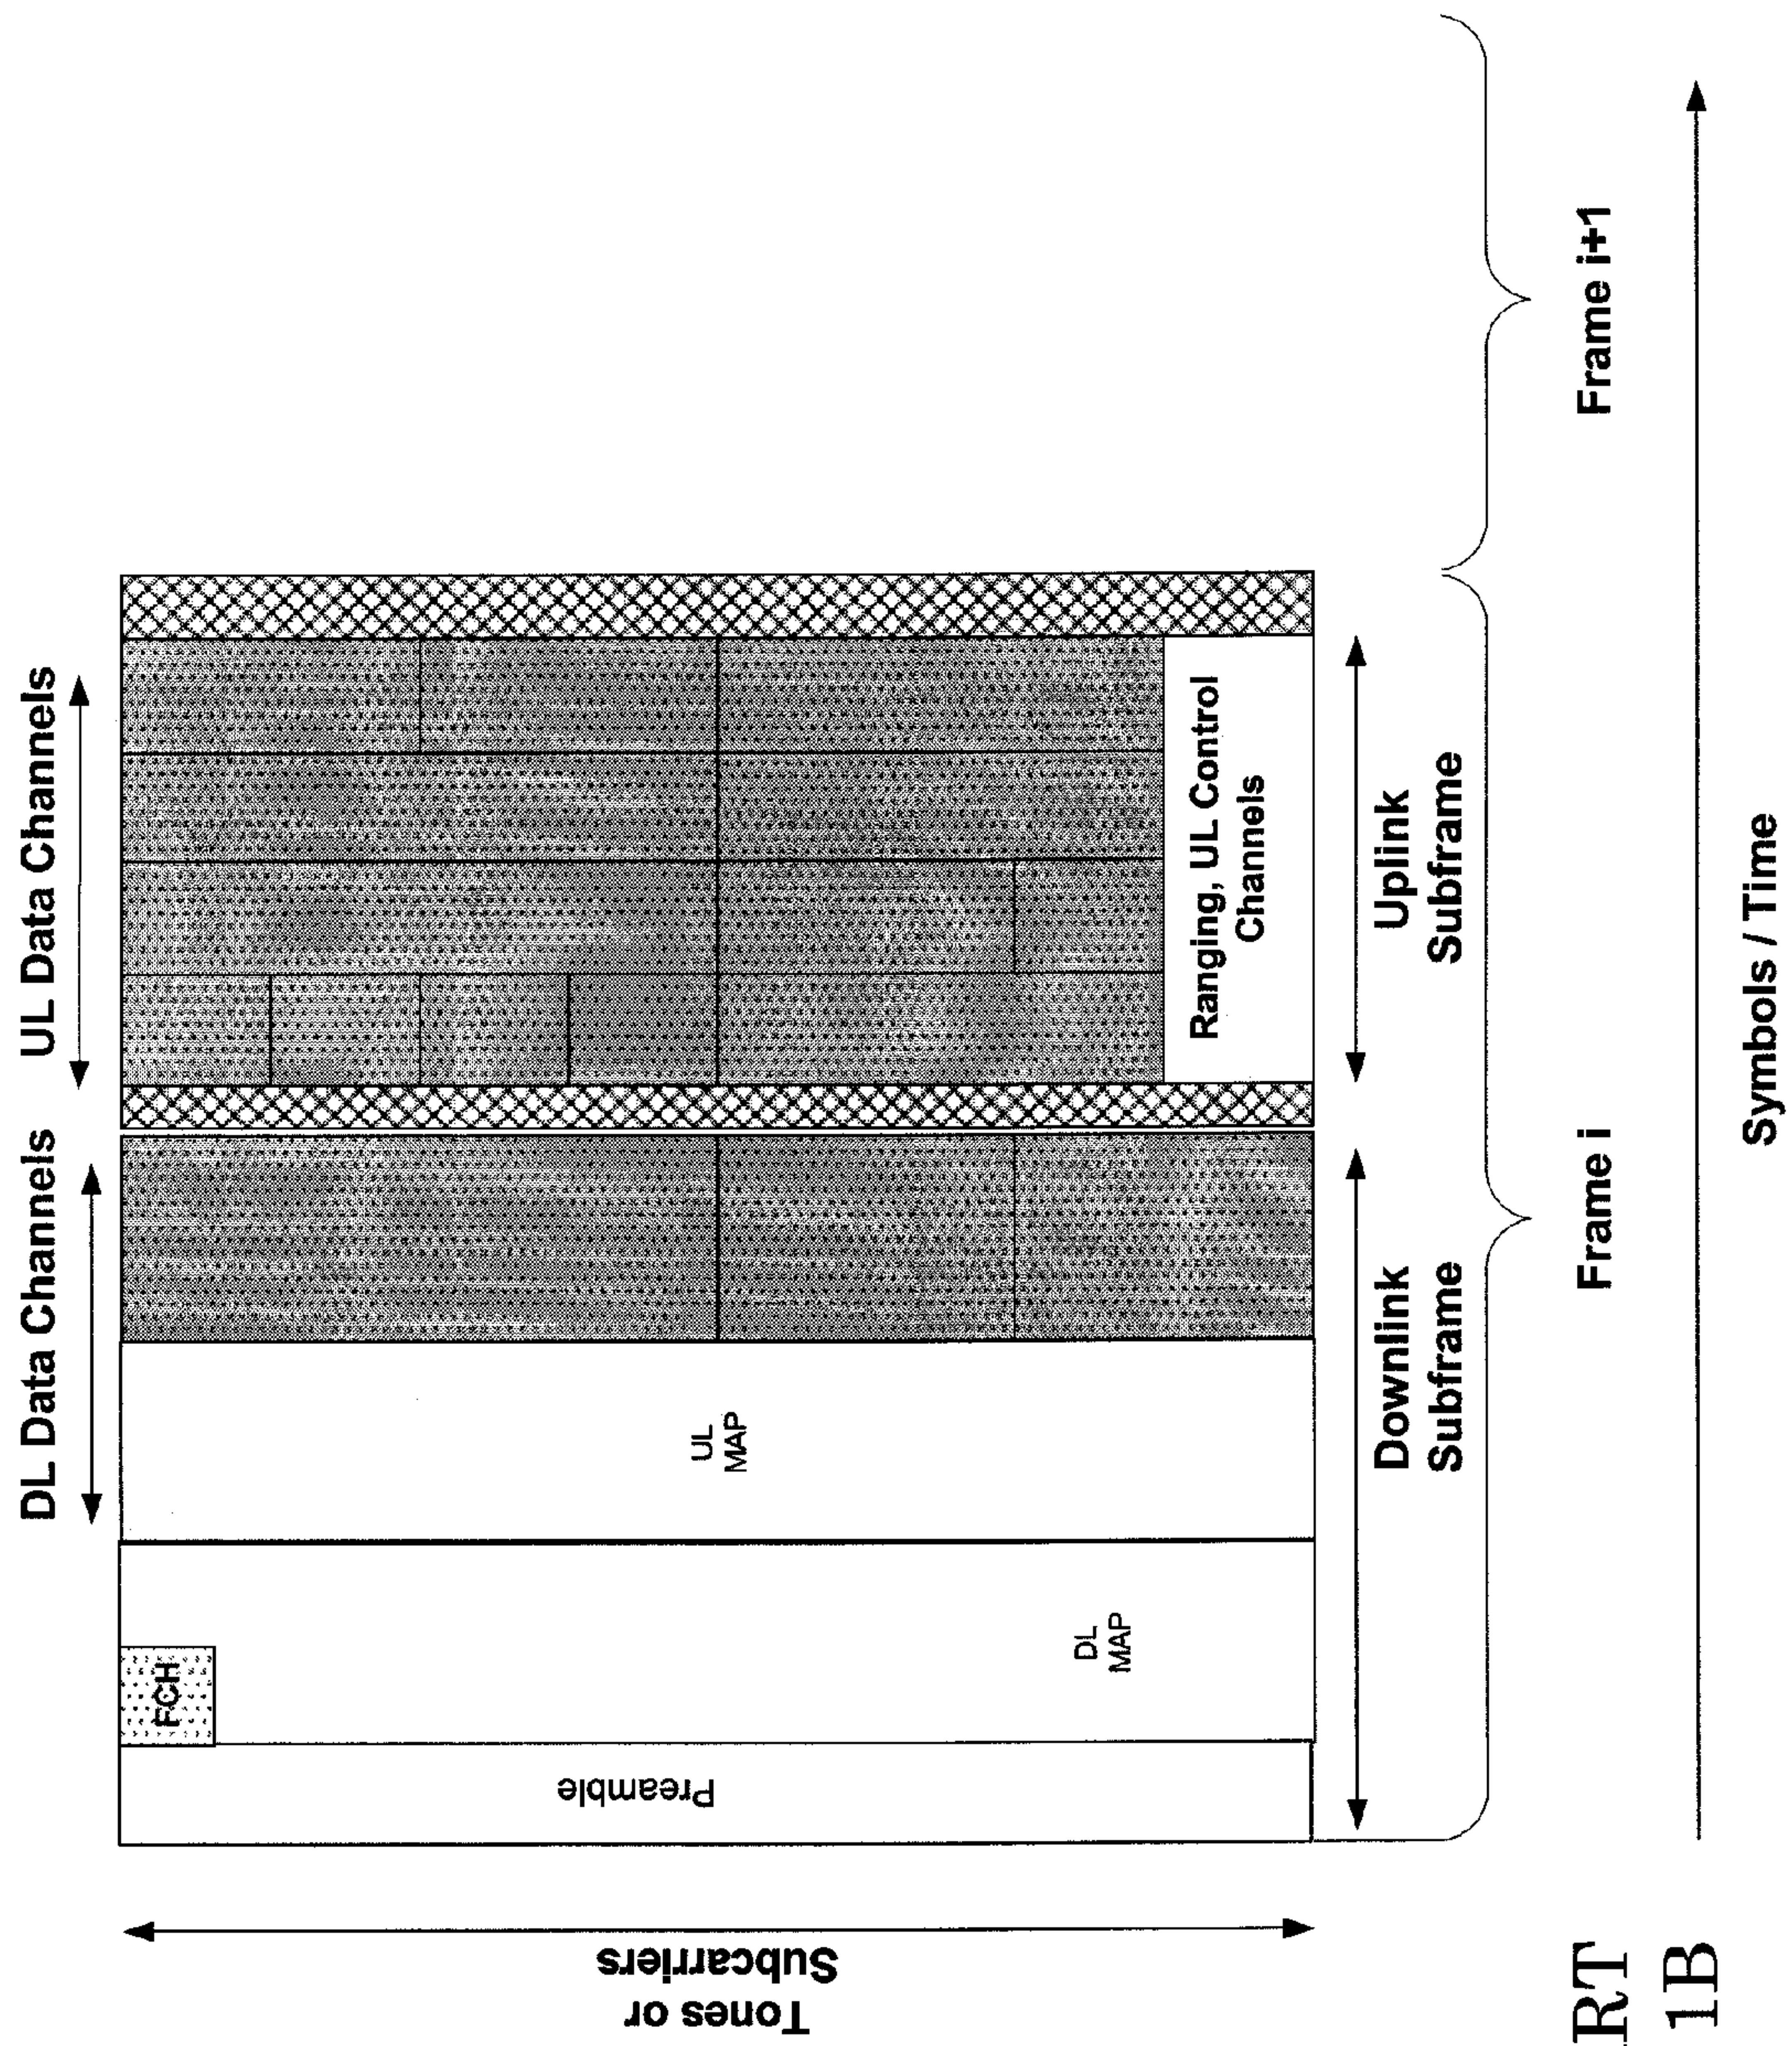 DL Data Channels
UL Data Channels
Tones or
Subcarriers
Preamble
FCH
DL
MAP
UL
MAP
Ranging, UL Control
Channels
Downlink
Subframe
Uplink
Subframe
Frame i
Frame i+1
Symbols / Time
RT
1B